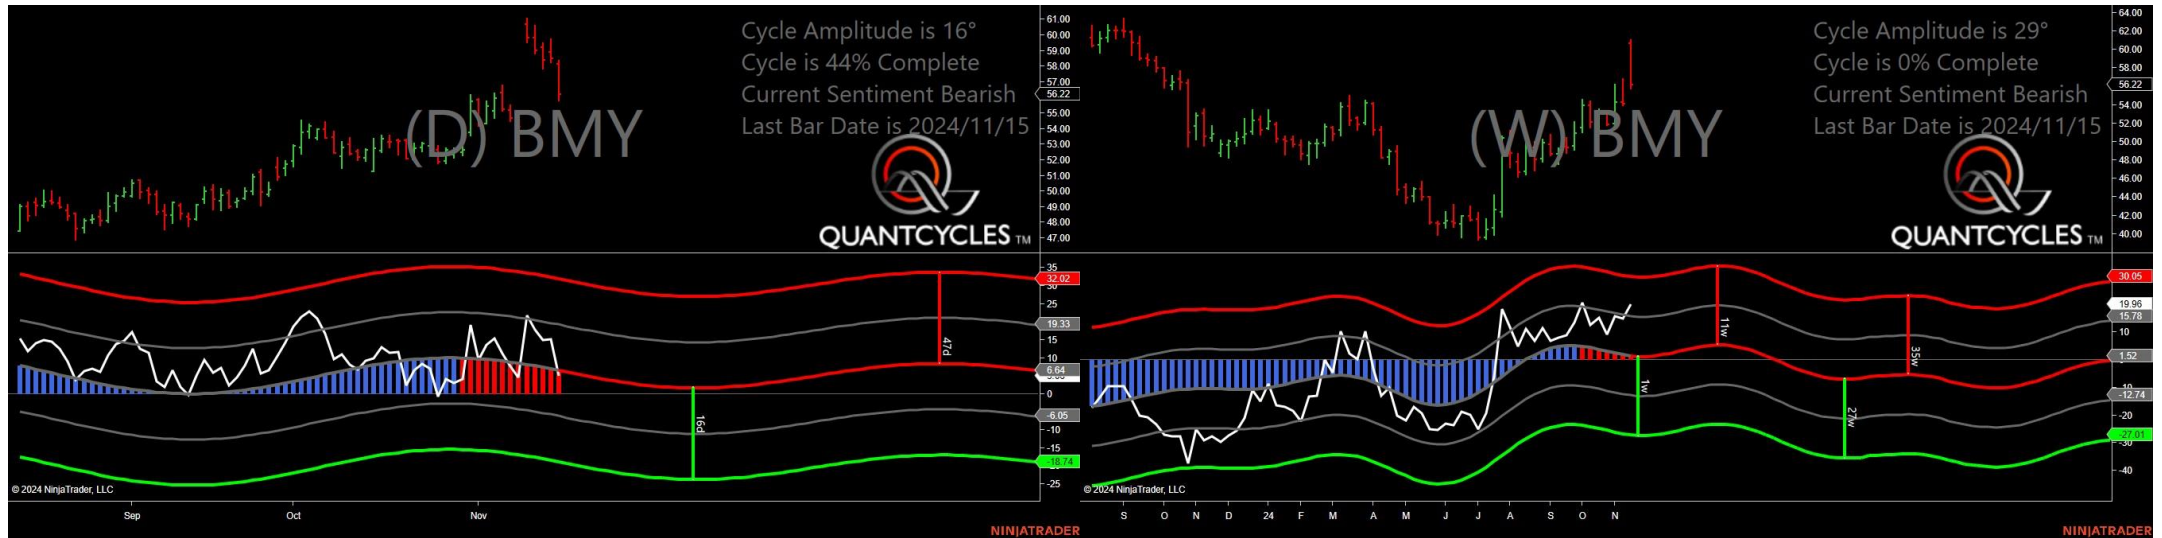 Cycle Amplitude is 16°
Cycle is 44% Complete
Current Sentiment Bearish
Last Bar Date is 2024/11/15
(D) BMY
QUANTCYCLES TM
61.00
60.00
59.00
58.00
57.00
56.22
55.00
54.00
53.00
52.00
51.00
50.00
49.00
48.00
47.00
35
32.02
30
25
19.33
15
10
6.64
0
-6.05
-10
-15
-18.74
-25
47d
16d
© 2024 NinjaTrader, LLC
Sep Oct Nov
NINJATRADER
Cycle Amplitude is 29°
Cycle is 0% Complete
Current Sentiment Bearish
Last Bar Date is 2024/11/15
(W) BMY
QUANTCYCLES TM
64.00
62.00
60.00
58.00
56.22
54.00
52.00
50.00
48.00
46.00
44.00
42.00
40.00
30.05
19.96
15.78
10
1.52
-10
-12.74
-20
-27.01
-30
-40
11w
35w
1w
27w
© 2024 NinjaTrader, LLC
S O N D 24 F M A M J J A S O N
NINJATRADER